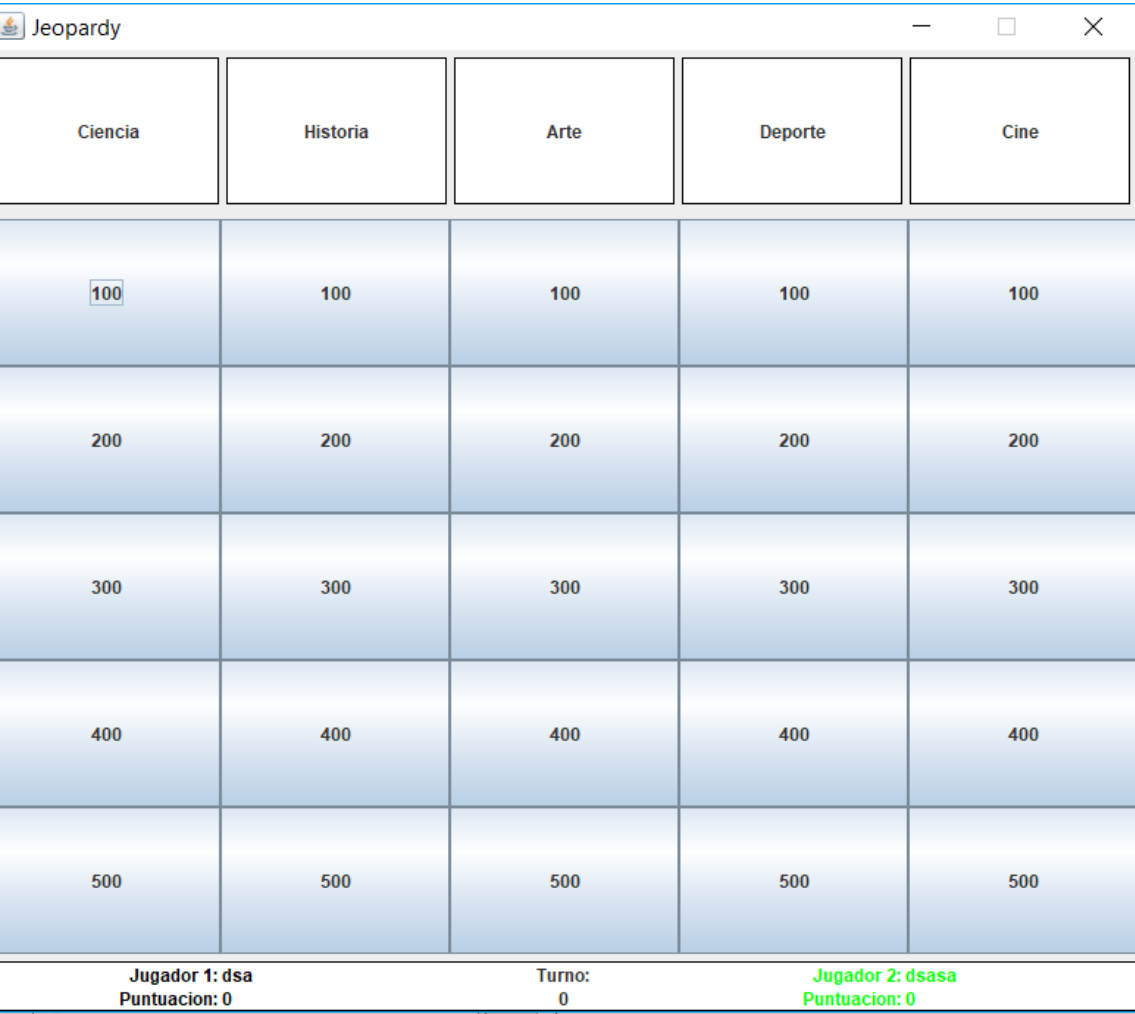 Jeopardy
Ciencia Historia Arte Deporte Cine
100 100 100 100 100
200 200 200 200 200
300 300 300 300 300
400 400 400 400 400
500 500 500 500 500
Jugador 1: dsa Turno: Jugador 2: dsasa
Puntuacion: 0 0 Puntuacion: 0